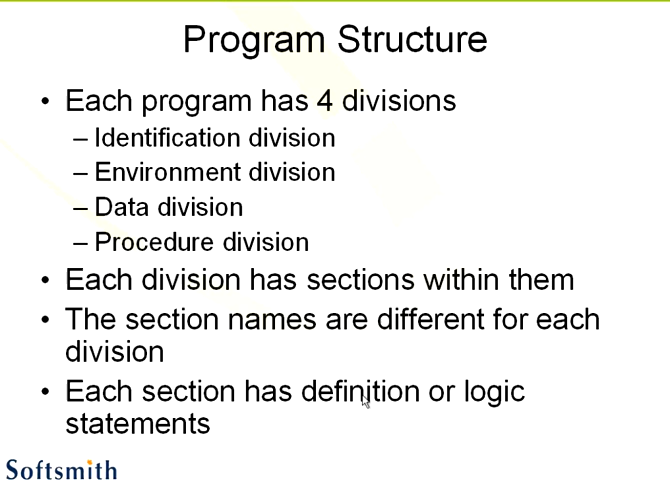 Program Structure
• Each program has 4 divisions
– Identification division
– Environment division
– Data division
– Procedure division
• Each division has sections within them
• The section names are different for each
division
• Each section has definition or logic
statements
Softsmith